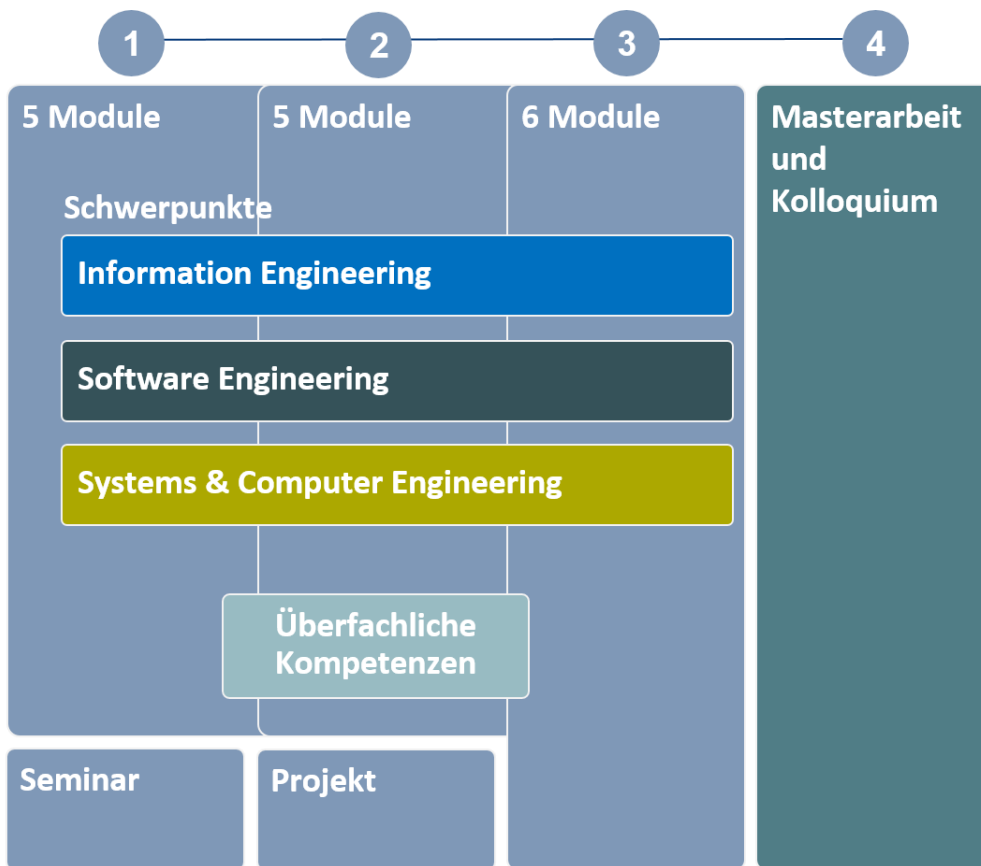 1
2
3
4
5 Module
5 Module
6 Module
Masterarbeit
und
Kolloquium
Schwerpunkte
Information Engineering
Software Engineering
Systems & Computer Engineering
Überfachliche
Kompetenzen
Seminar
Projekt